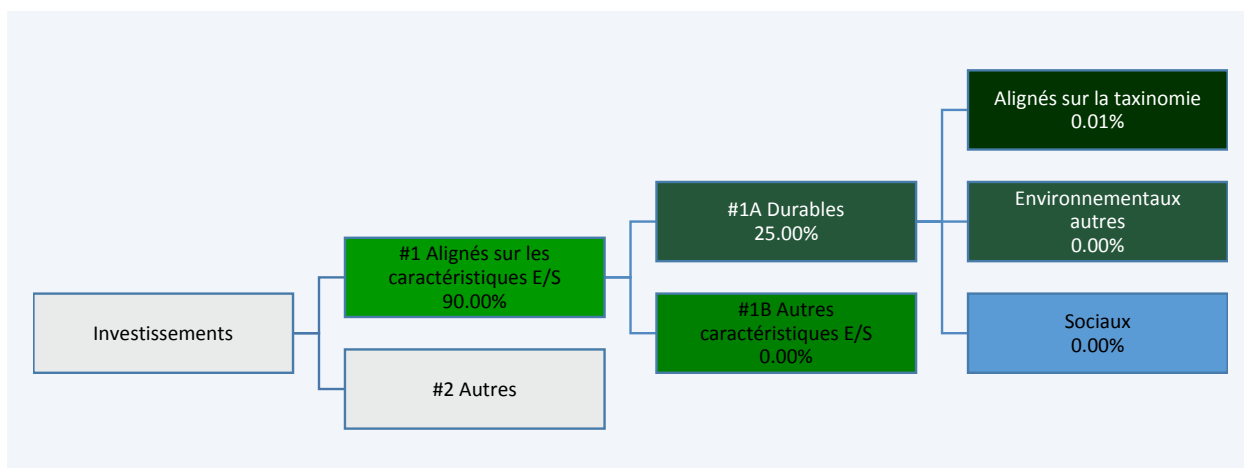 Investissements
#1 Alignés sur les
caractéristiques E/S
90.00%
#2 Autres
#1A Durables
25.00%
#1B Autres
caractéristiques E/S
0.00%
Alignés sur la taxinomie
0.01%
Environnementaux
autres
0.00%
Sociaux
0.00%